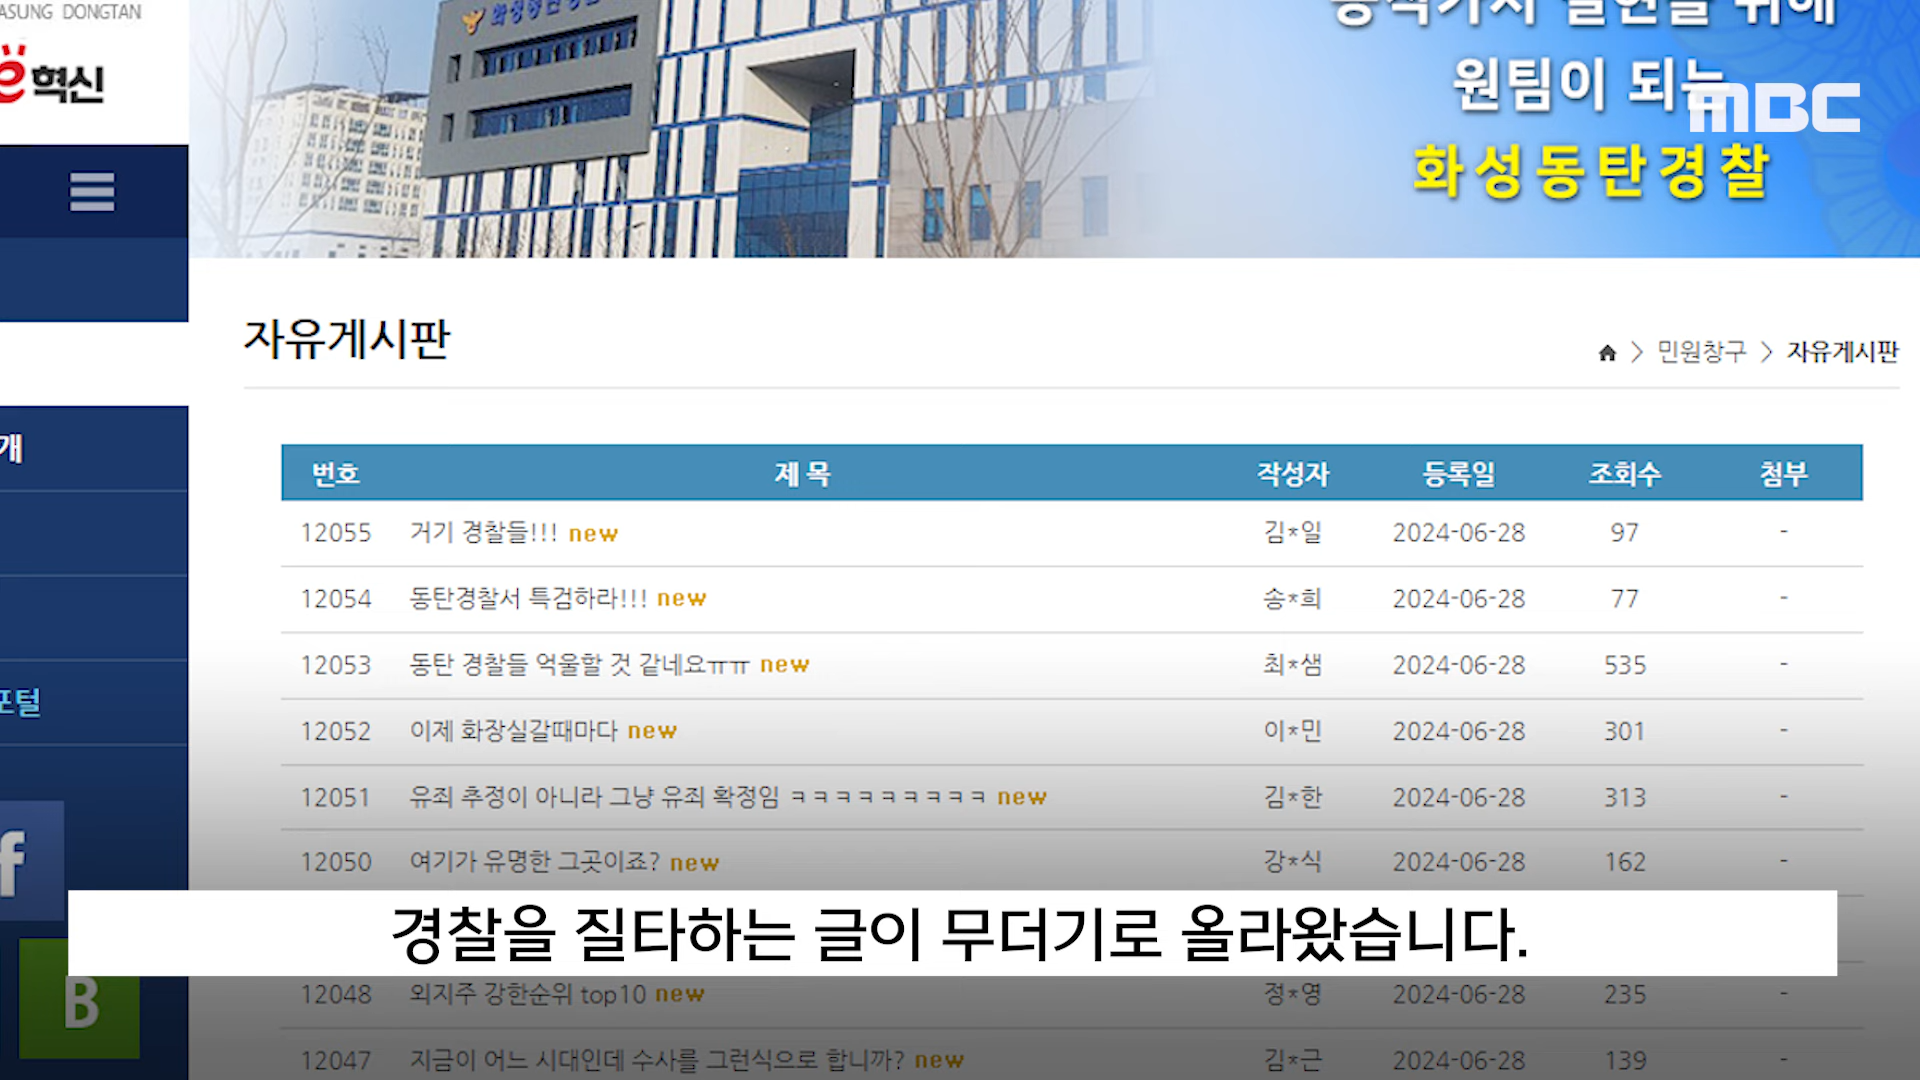 ASUNG DONGTAN
e혁신
원팀이 되는
MBC
화성동탄경찰
자유게시판
민원창구 > 자유게시판
개
포털
f
B
번호 제 목 작성자 등록일 조회수 첨부
12055 거기 경찰들!!! new 김*일 2024-06-28 97 -
12054 동탄경찰서 특검하라!!! new 송*희 2024-06-28 77 -
12053 동탄 경찰들 억울할 것 같네요ㅠㅠ new 최*샘 2024-06-28 535 -
12052 이제 화장실갈때마다 new 이*민 2024-06-28 301 -
12051 유죄 추정이 아니라 그냥 유죄 확정임 ㅋㅋㅋㅋㅋㅋㅋㅋㅋ new 김*한 2024-06-28 313 -
12050 여기가 유명한 그곳이죠? new 강*식 2024-06-28 162 -
경찰을 질타하는 글이 무더기로 올라왔습니다.
12048 외지주 강한순위 top10 new 정*영 2024-06-28 235 -
12047 지금이 어느 시대인데 수사를 그런식으로 합니까? new 김*근 2024-06-28 139 -